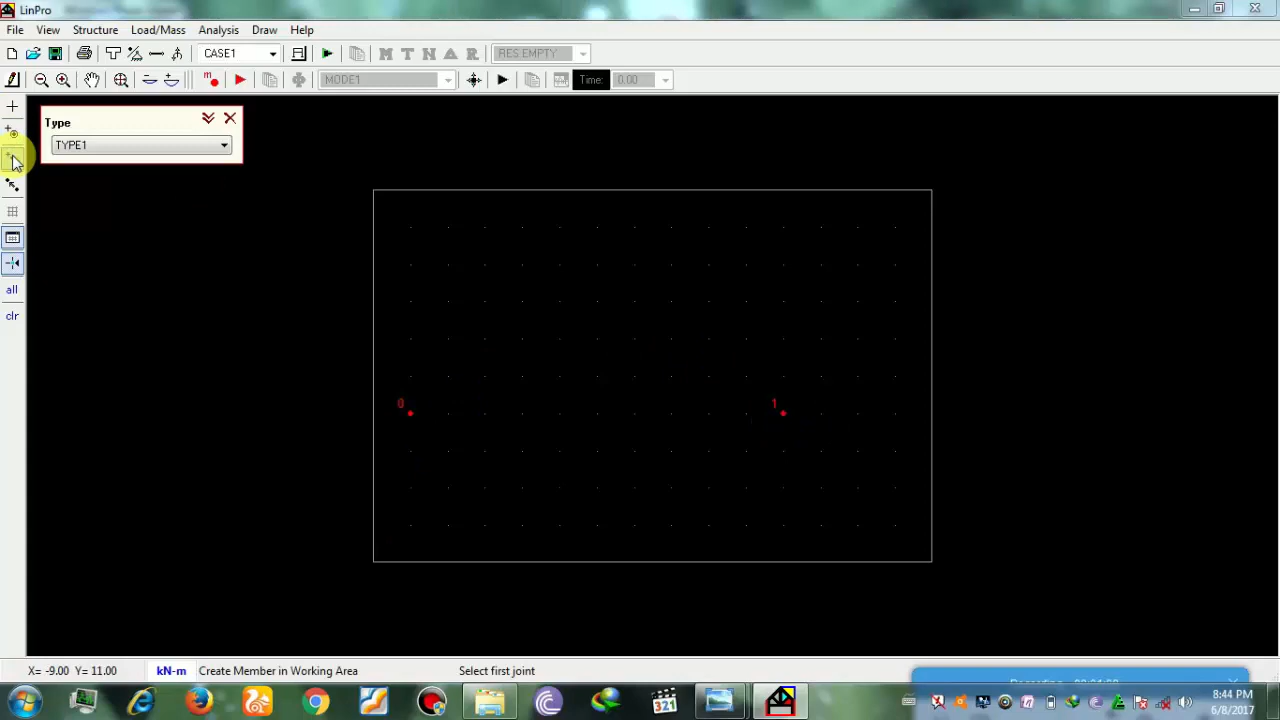 LinPro
File View Structure Load/Mass Analysis Draw Help
CASE1 M T N R RES EMPTY
m MODE1 Time: 0.00
Type
TYPE1
0 1
all
clr
X= -9.00 Y= 11.00 kN-m Create Member in Working Area Select first joint
321
8:44 PM
6/8/2017